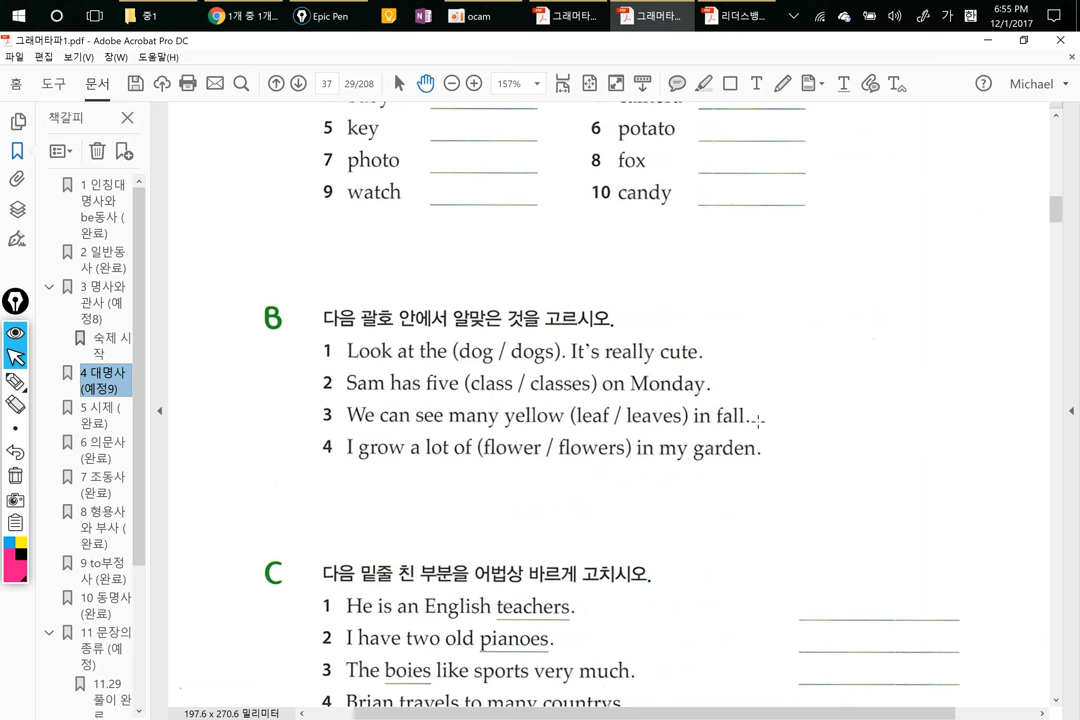 중1
1개 중 1개...
Epic Pen
ocam
그래머타...
그래머타...
리더스뱅...
가
한
6:55 PM
12/1/2017
그래머타파1.pdf - Adobe Acrobat Pro DC
파일 편집 보기(V) 창(W) 도움말(H)
홈 도구 문서
37
29/208
157%
Michael
책갈피
1 인칭대
명사와
be동사 (
완료)
2 일반동
사 (완료)
3 명사와
관사 (예
정8)
숙제 시
작
4 대명사
(예정9)
5 시제 (
완료)
6 의문사
(완료)
7 조동사
(완료)
8 형용사
와 부사 (
완료)
9 to부정
사 (완료)
10 동명사
(완료)
11 문장의
종류 (예
정)
11.29
풀이 완
5 key
6 potato
7 photo
8 fox
9 watch
10 candy
B 다음 괄호 안에서 알맞은 것을 고르시오.
1 Look at the (dog / dogs). It's really cute.
2 Sam has five (class / classes) on Monday.
3 We can see many yellow (leaf / leaves) in fall.
4 I grow a lot of (flower / flowers) in my garden.
C 다음 밑줄 친 부분을 어법상 바르게 고치시오.
1 He is an English teachers.
2 I have two old pianoes.
3 The boies like sports very much.
4 Brian travels to many countrys.
197.6 x 270.6 밀리미터